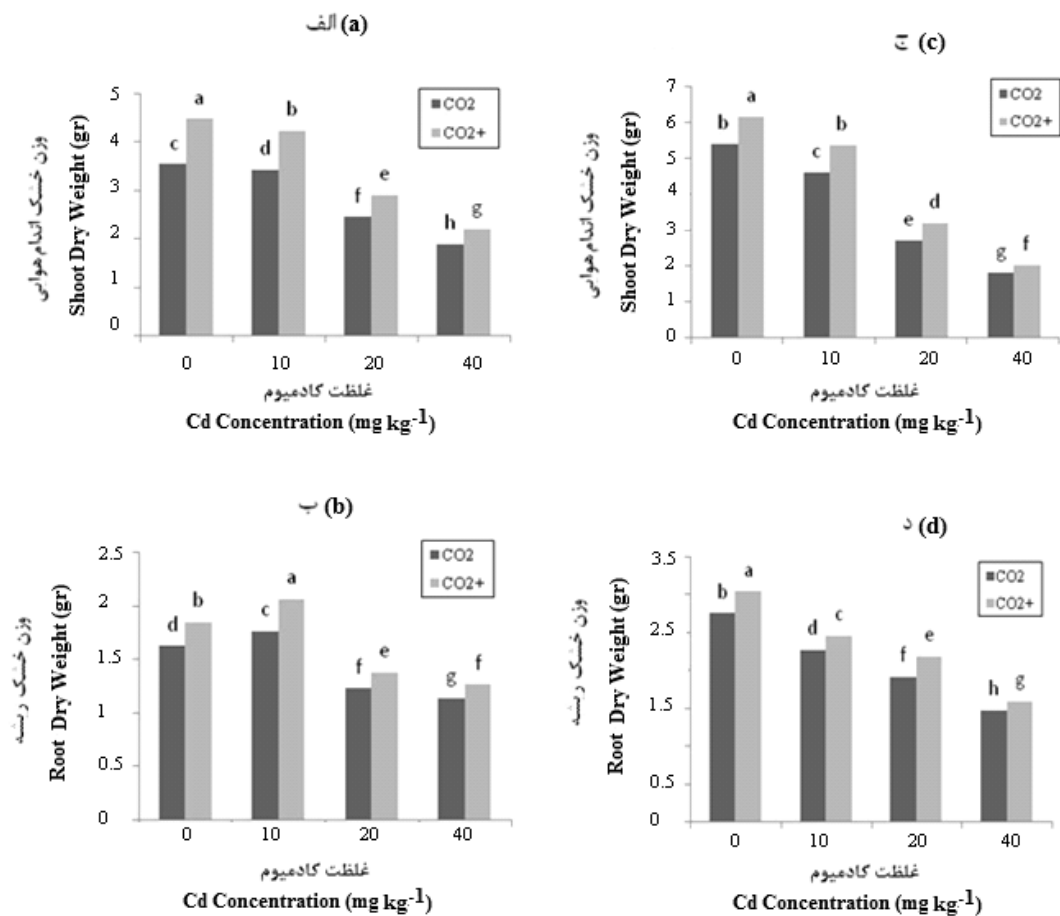 الف (a)
وزن خشک اندام هوایی
Shoot Dry Weight (gr)
5
4
3
2
1
0
CO2
CO2+
c
a
d
b
f
e
h
g
0 10 20 40
غلظت کادمیوم
Cd Concentration (mg kg-1)
ج (c)
وزن خشک اندام هوایی
Shoot Dry Weight (gr)
7
6
5
4
3
2
1
0
CO2
CO2+
b
a
c
b
e
d
g
f
0 10 20 40
غلظت کادمیوم
Cd Concentration (mg kg-1)
ب (b)
وزن خشک ریشه
Root Dry Weight (gr)
2.5
2
1.5
1
0.5
0
CO2
CO2+
d
b
c
a
f
e
g
f
0 10 20 40
غلظت کادمیوم
Cd Concentration (mg kg-1)
د (d)
وزن خشک ریشه
Root Dry Weight (gr)
3.5
2.5
1.5
0.5
0
CO2
CO2+
b
a
d
c
f
e
h
g
0 10 20 40
غلظت کادمیوم
Cd Concentration (mg kg-1)